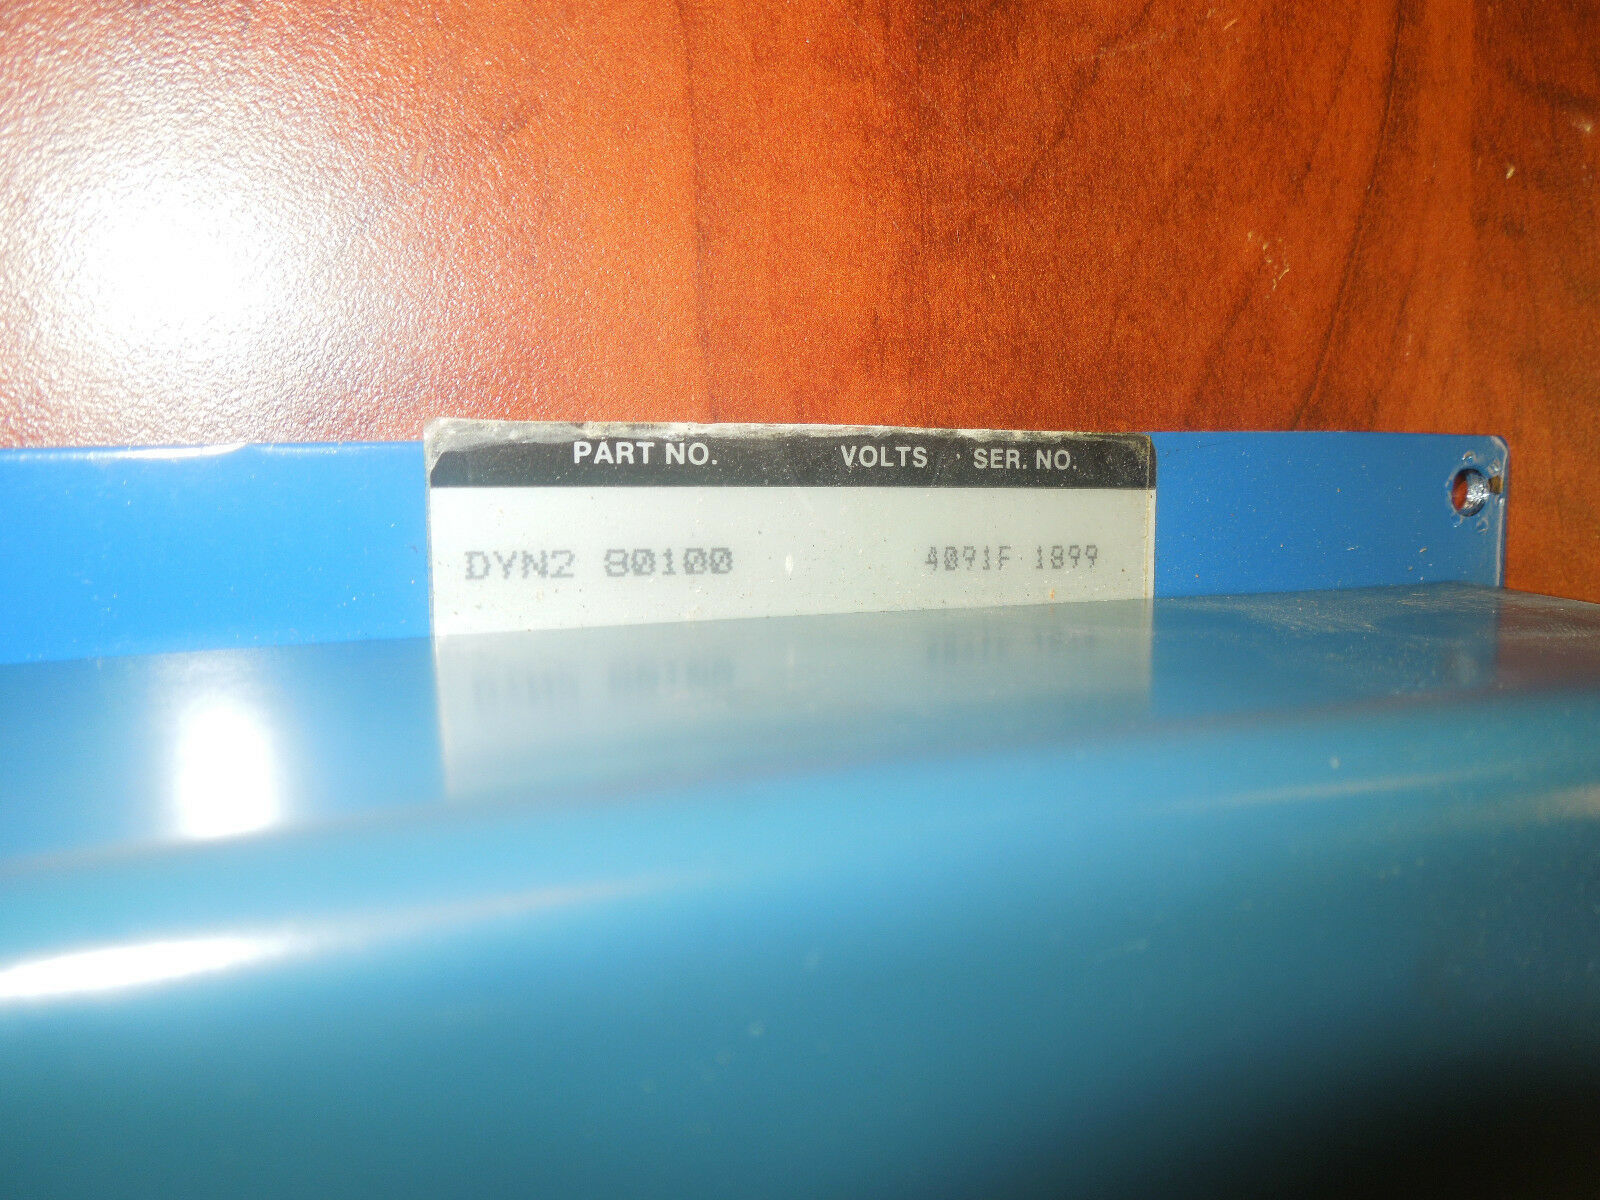 PART NO. VOLTS SER. NO.
DYN2 80100 4091F 1899